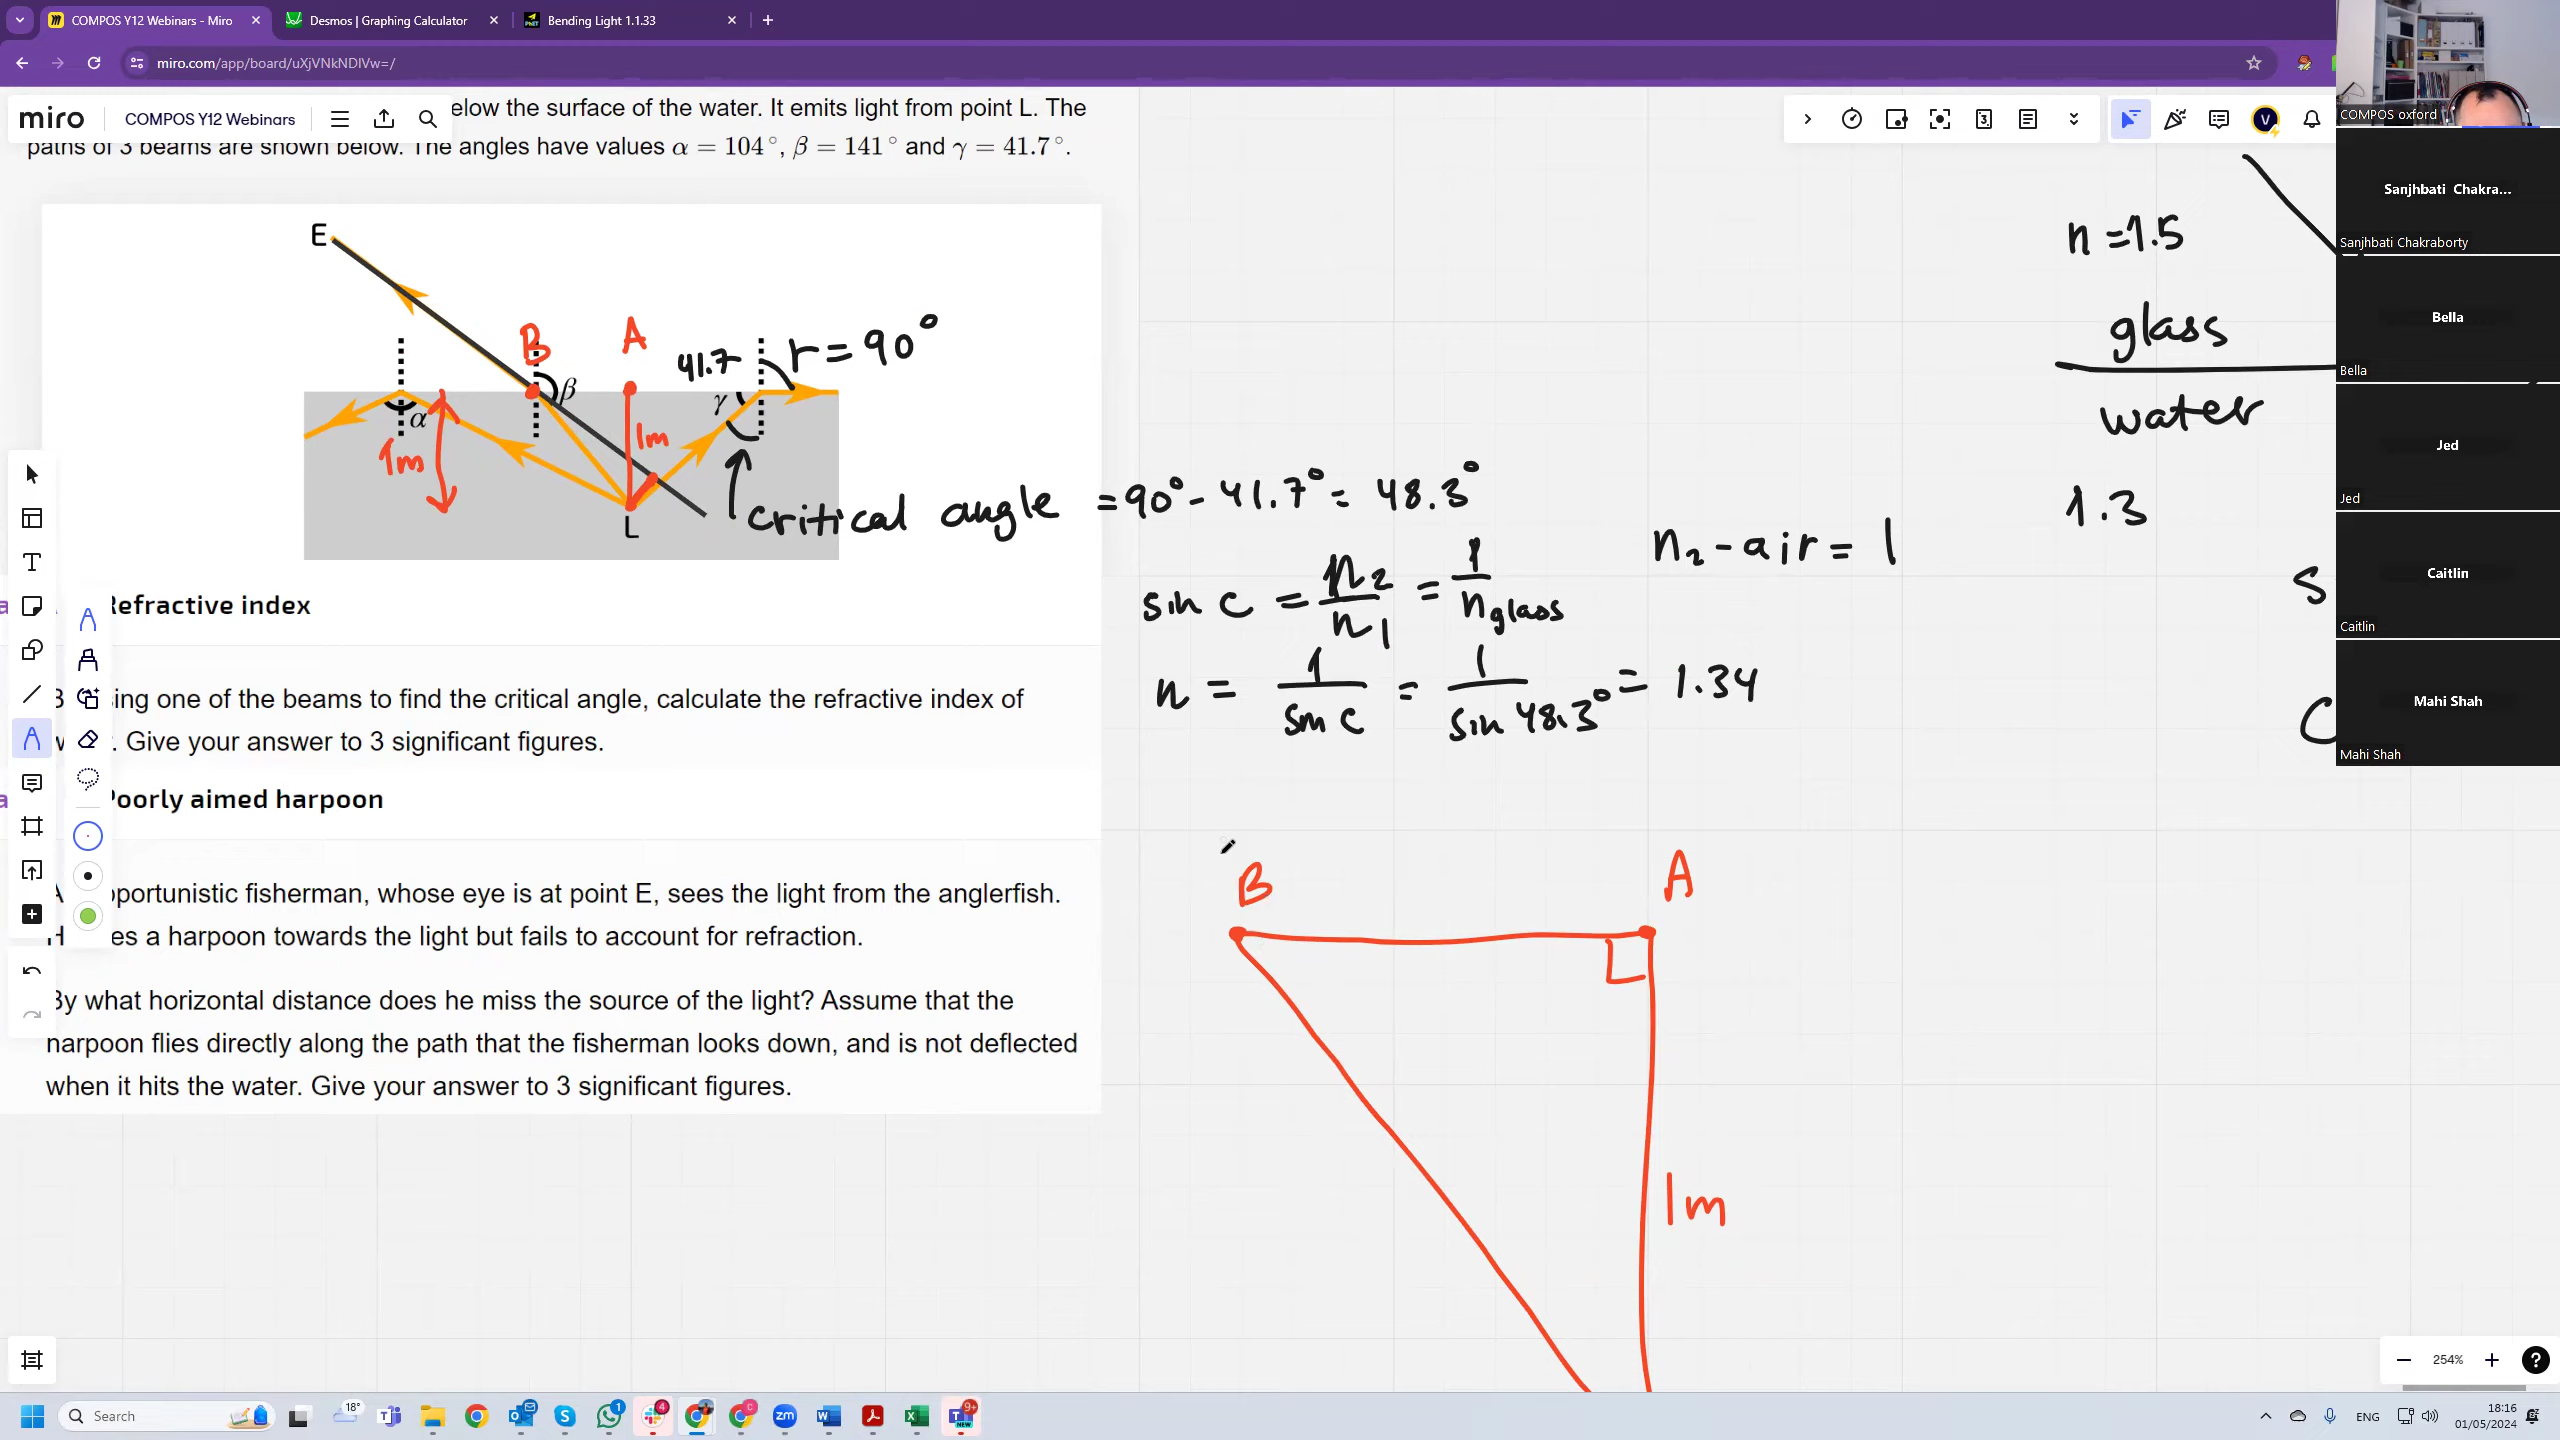 COMPOS Y12 Webinars - Miro
Desmos | Graphing Calculator
Bending Light 1.1.33
miro.com/app/board/uXjVNkNDIVw=/
miro
COMPOS Y12 Webinars
elow the surface of the water. It emits light from point L. The
paths of 3 beams are shown below. The angles have values α = 104°, β = 141° and γ = 41.7°.
E
B
A
41.7
r = 90°
β
α
γ
1m
1m
L
critical angle = 90° - 41.7° = 48.3°
n₂ - air = 1
sin c = n₂/n₁ = 1/n glass
n = 1/sin c = 1/sin 48.3° = 1.34
n = 1.5
glass
water
1.3
S
C
Refractive index
sing one of the beams to find the critical angle, calculate the refractive index of
. Give your answer to 3 significant figures.
Poorly aimed harpoon
pportunistic fisherman, whose eye is at point E, sees the light from the anglerfish.
es a harpoon towards the light but fails to account for refraction.
By what horizontal distance does he miss the source of the light? Assume that the
harpoon flies directly along the path that the fisherman looks down, and is not deflected
when it hits the water. Give your answer to 3 significant figures.
B
A
1m
COMPOS oxford
Sanjhbati Chakra...
Sanjhbati Chakraborty
Bella
Bella
Jed
Jed
Caitlin
Caitlin
Mahi Shah
Mahi Shah
V
254%
Search
18°
1
4
9+
ENG
18:16
01/05/2024